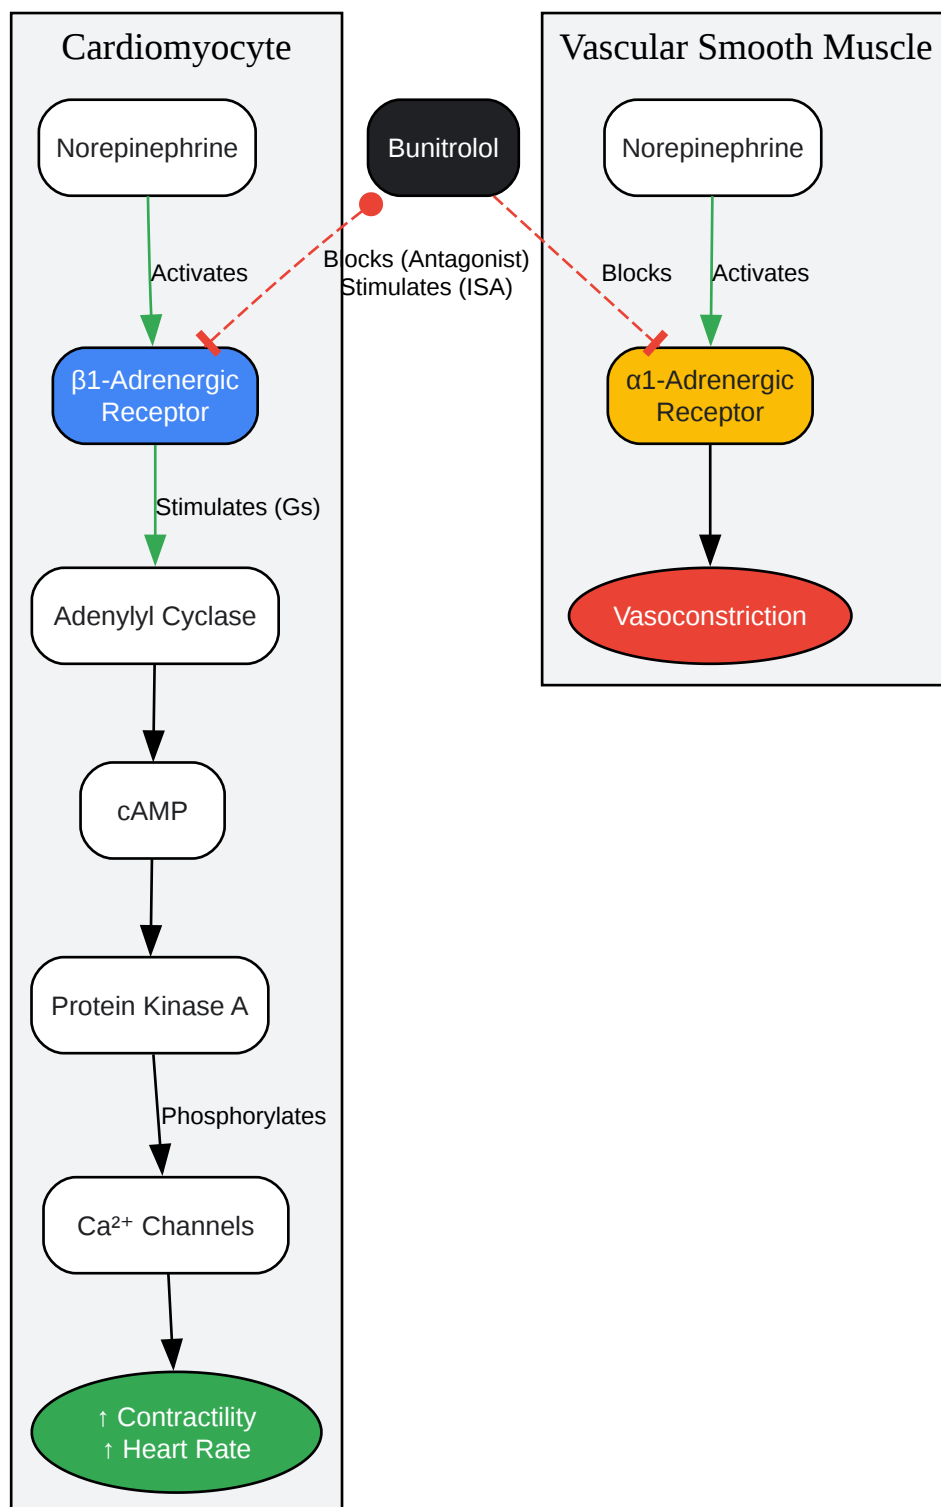 Cardiomyocyte
Vascular Smooth Muscle
Norepinephrine
Bunitrolol
Norepinephrine
Activates
Blocks (Antagonist)
Stimulates (ISA)
Blocks
Activates
β1-Adrenergic
Receptor
α1-Adrenergic
Receptor
Stimulates (Gs)
Adenylyl Cyclase
Vasoconstriction
cAMP
Protein Kinase A
Phosphorylates
Ca²⁺ Channels
↑ Contractility
↑ Heart Rate